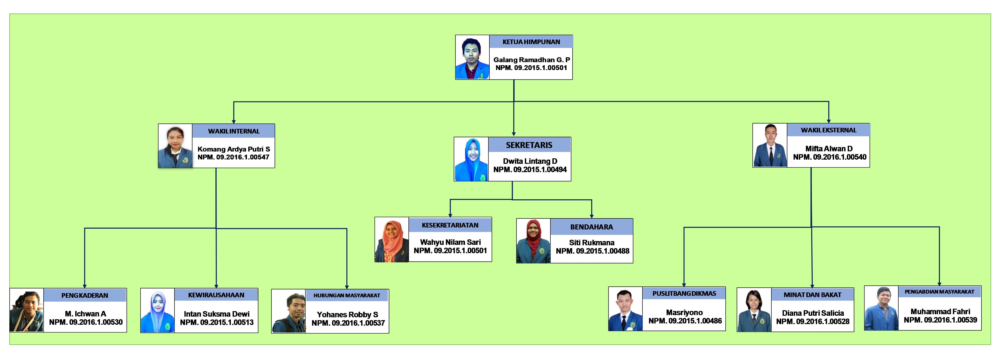 KETUA HIMPUNAN
Galang Ramadhan G. P
NPM. 09.2015.1.00501
WAKIL INTERNAL
Komang Ardya Putri S
NPM. 09.2016.1.00547
SEKRETARIS
Dwita Lintang D
NPM. 09.2015.1.00494
WAKIL EKSTERNAL
Mifta Alwan D
NPM. 09.2016.1.00540
KESEKRETARIATAN
Wahyu Nilam Sari
NPM. 09.2015.1.00501
BENDAHARA
Siti Rukmana
NPM. 09.2015.1.00488
PENGKADERAN
M. Ichwan A
NPM. 09.2016.1.00530
KEWIRAUSAHAAN
Intan Suksma Dewi
NPM. 09.2015.1.00513
HUBUNGAN MASYARAKAT
Yohanes Robby S
NPM. 09.2016.1.00537
PUSLITBANGDIKMAS
Masriyono
NPM. 09.2015.1.00486
MINAT DAN BAKAT
Diana Putri Salicia
NPM. 09.2016.1.00528
PENGABDIAN MASYARAKAT
Muhammad Fahri
NPM. 09.2016.1.00539